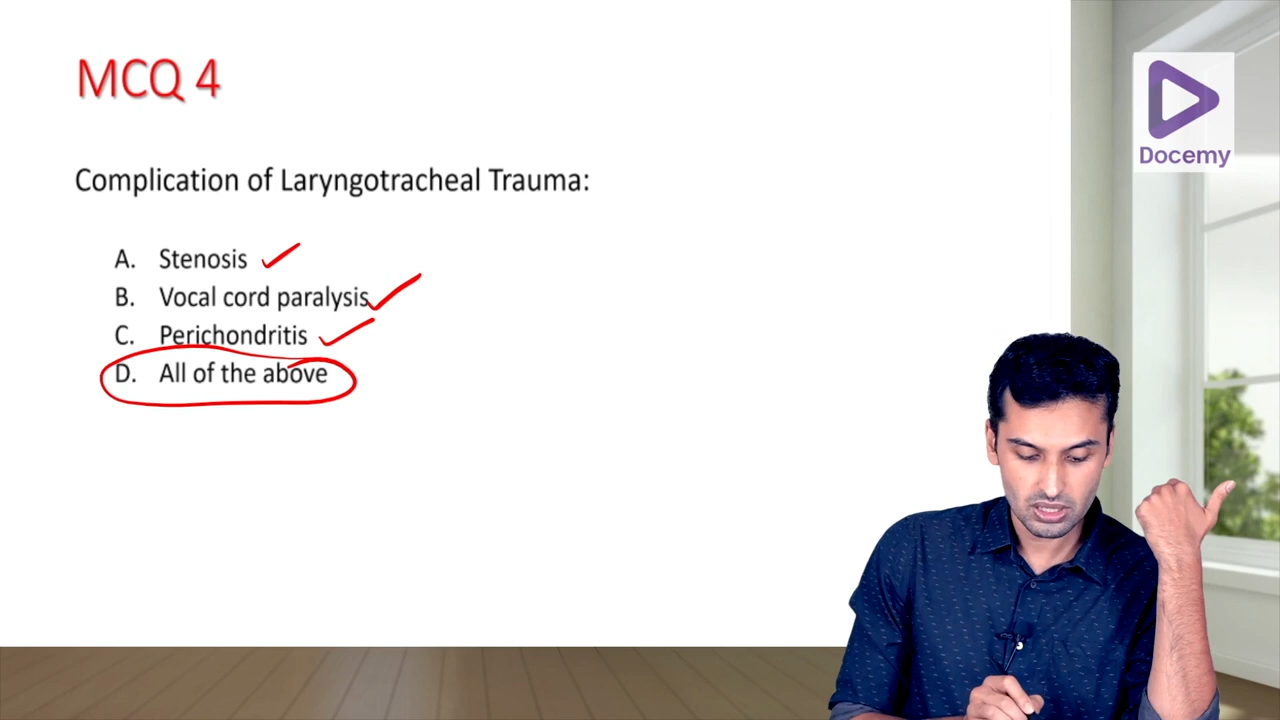 MCQ 4
Docemy
Complication of Laryngotracheal Trauma:
A. Stenosis
B. Vocal cord paralysis
C. Perichondritis
D. All of the above